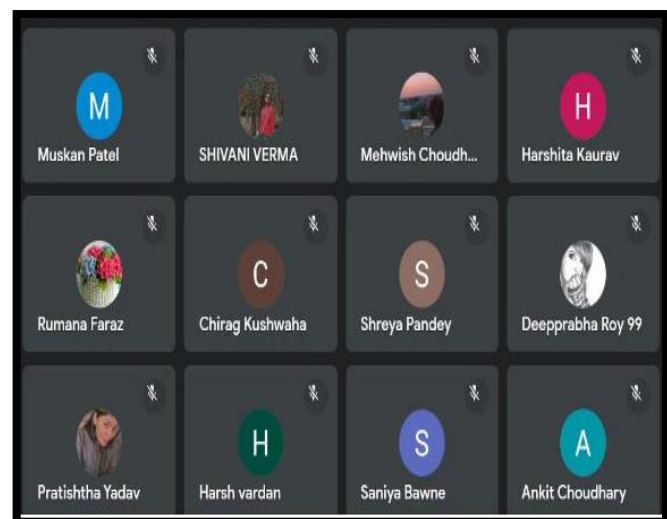 M
Muskan Patel
SHIVANI VERMA
Mehwish Choudh...
H
Harshita Kaurav
Rumana Faraz
C
Chirag Kushwaha
S
Shreya Pandey
Deepprabha Roy 99
Pratishtha Yadav
H
Harsh vardan
S
Saniya Bawne
A
Ankit Choudhary